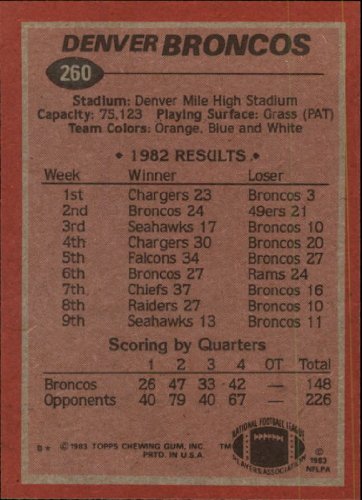 DENVER BRONCOS
260
Stadium: Denver Mile High Stadium
Capacity: 75,123 Playing Surface: Grass (PAT)
Team Colors: Orange, Blue and White
• 1982 RESULTS •
Week Winner Loser
1st Chargers 23 Broncos 3
2nd Broncos 24 49ers 21
3rd Seahawks 17 Broncos 10
4th Chargers 30 Broncos 20
5th Falcons 34 Broncos 27
6th Broncos 27 Rams 24
7th Chiefs 37 Broncos 16
8th Raiders 27 Broncos 10
9th Seahawks 13 Broncos 11
Scoring by Quarters
1 2 3 4 OT Total
Broncos 26 47 33 42 — 148
Opponents 40 79 40 67 — 226
B* © 1983 TOPPS CHEWING GUM, INC.
PRTD. IN U.S.A.
TM
NATIONAL FOOTBALL LEAGUE
PLAYERS ASSOCIATION
© 1983
NFLPA